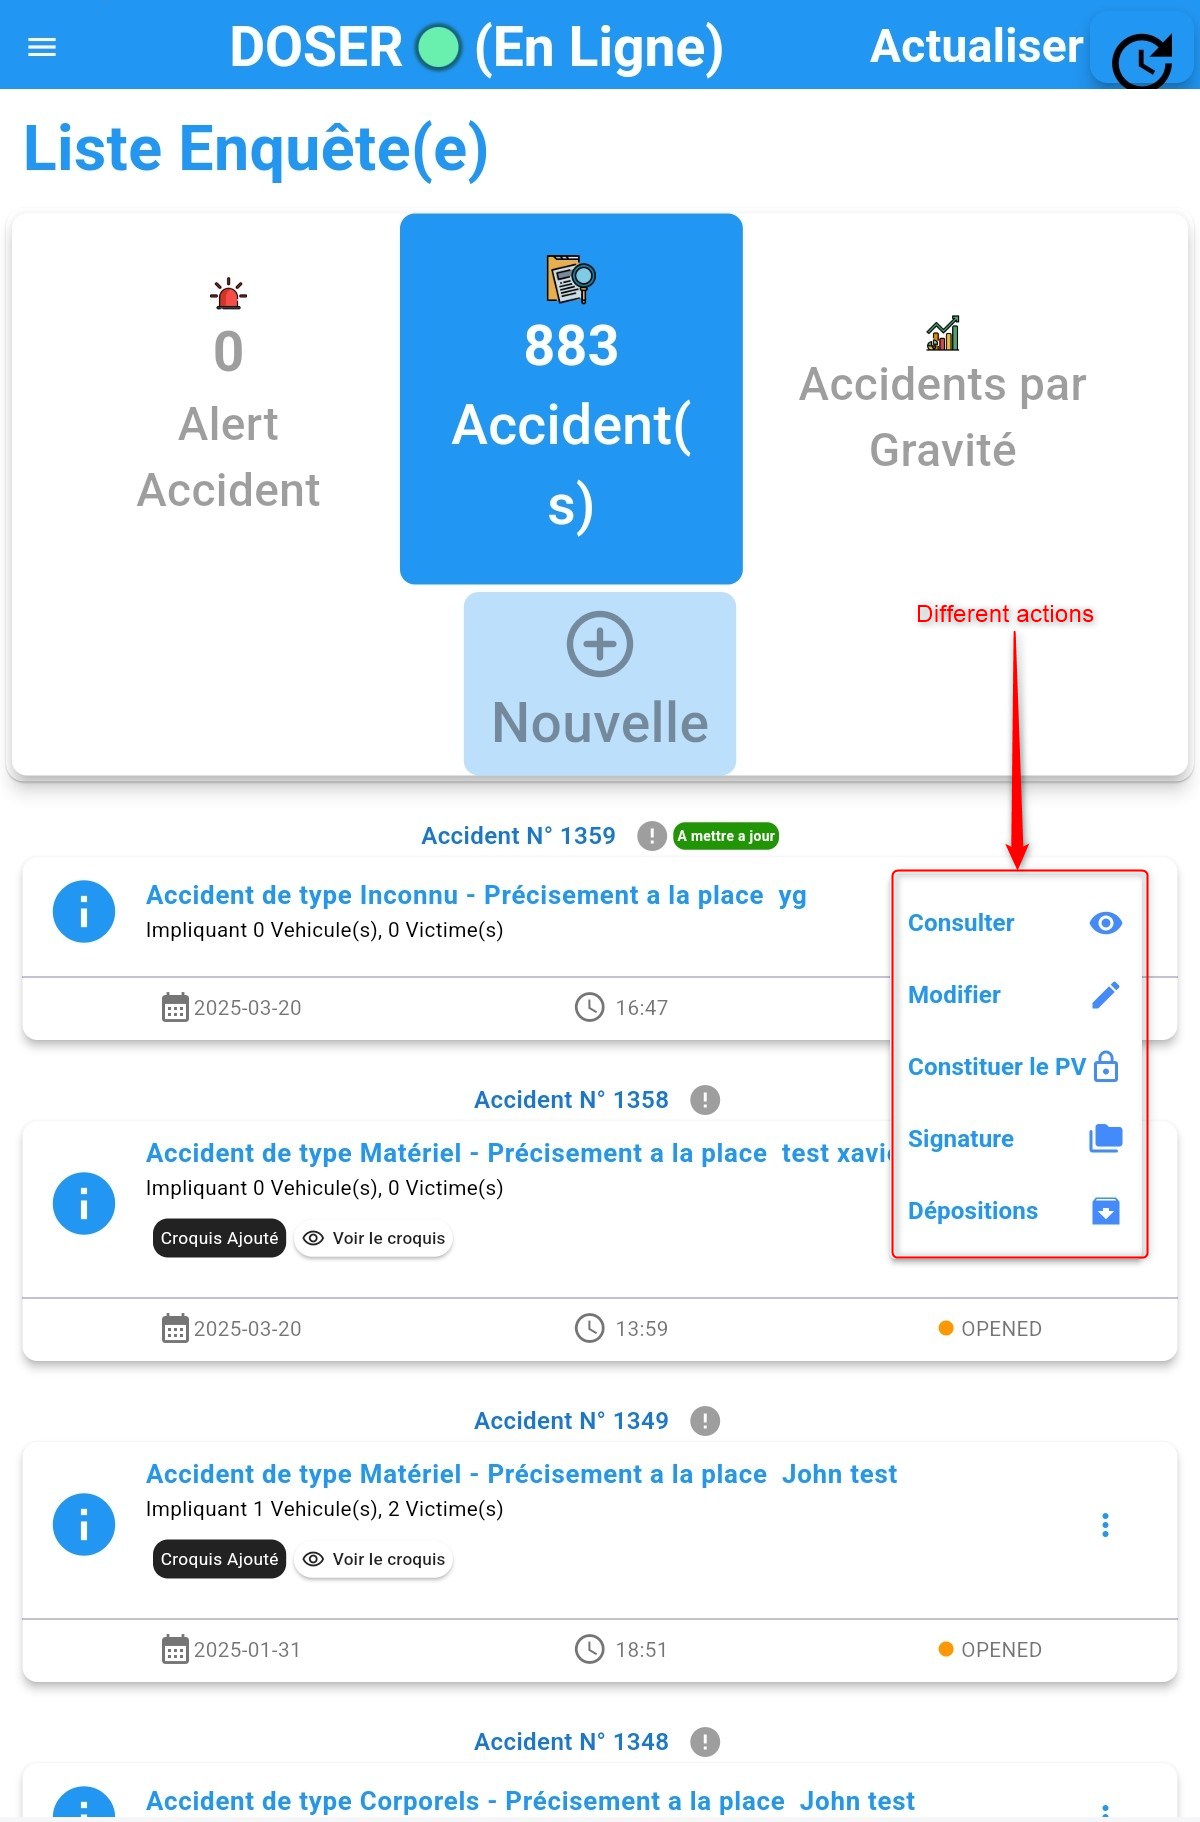 DOSER (En Ligne) Actualiser
Liste Enquête(e)
0
Alert
Accident
883
Accident(
s)
Accidents par
Gravité
Nouvelle
Different actions
Accident N° 1359 A mettre a jour
Accident de type Inconnu - Précisement a la place yg
Impliquant 0 Vehicule(s), 0 Victime(s)
2025-03-20 16:47
Consulter
Modifier
Constituer le PV
Signature
Dépositions
Accident N° 1358
Accident de type Matériel - Précisement a la place test
Impliquant 0 Vehicule(s), 0 Victime(s)
Croquis Ajouté Voir le croquis
2025-03-20 13:59 OPENED
Accident N° 1349
Accident de type Matériel - Précisement a la place John test
Impliquant 1 Vehicule(s), 2 Victime(s)
Croquis Ajouté Voir le croquis
2025-01-31 18:51 OPENED
Accident N° 1348
Accident de type Corporels - Précisement a la place John test